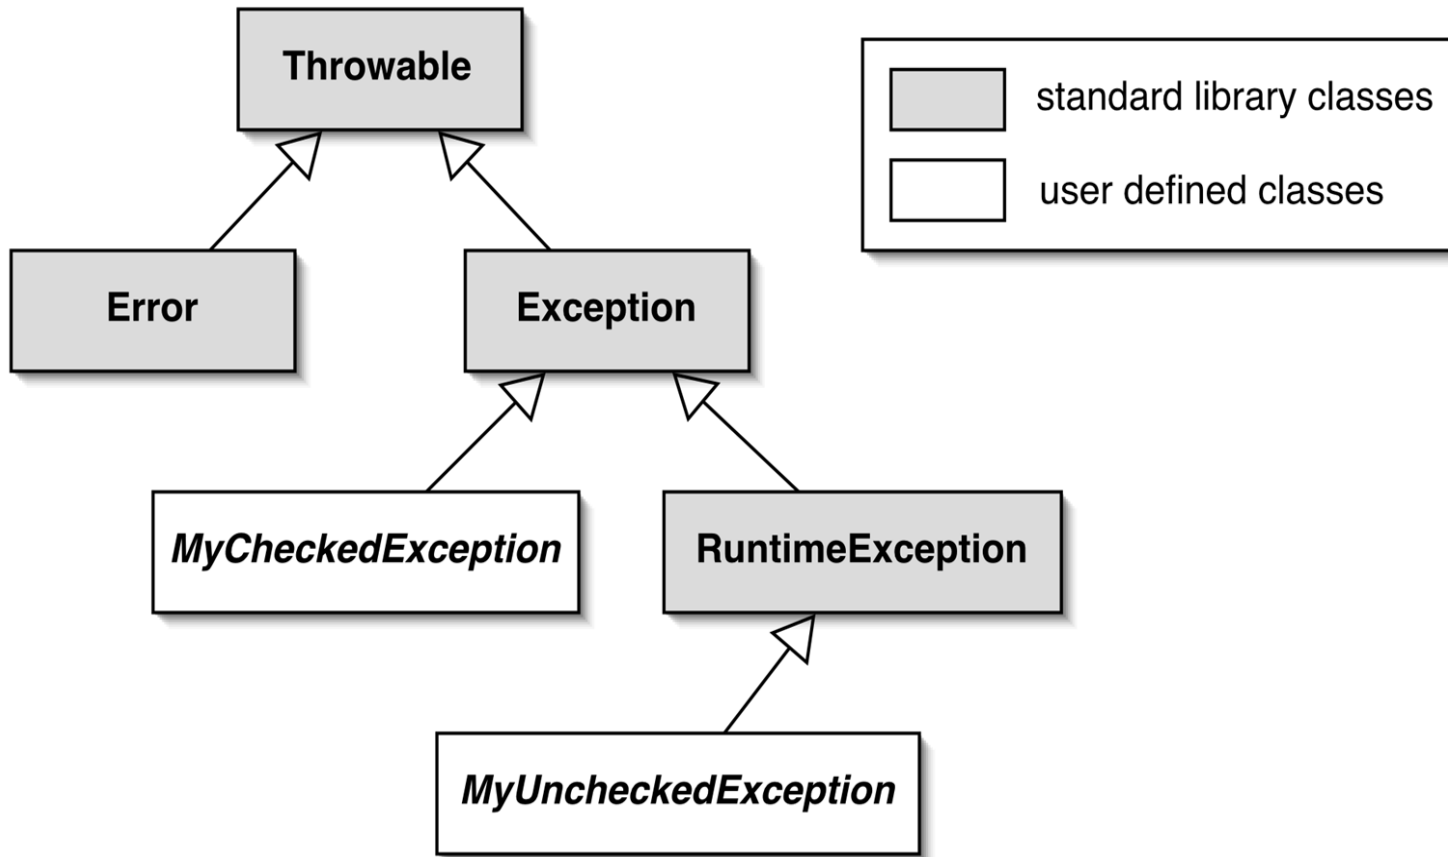 Throwable
standard library classes
user defined classes
Error
Exception
MyCheckedException
RuntimeException
MyUncheckedException